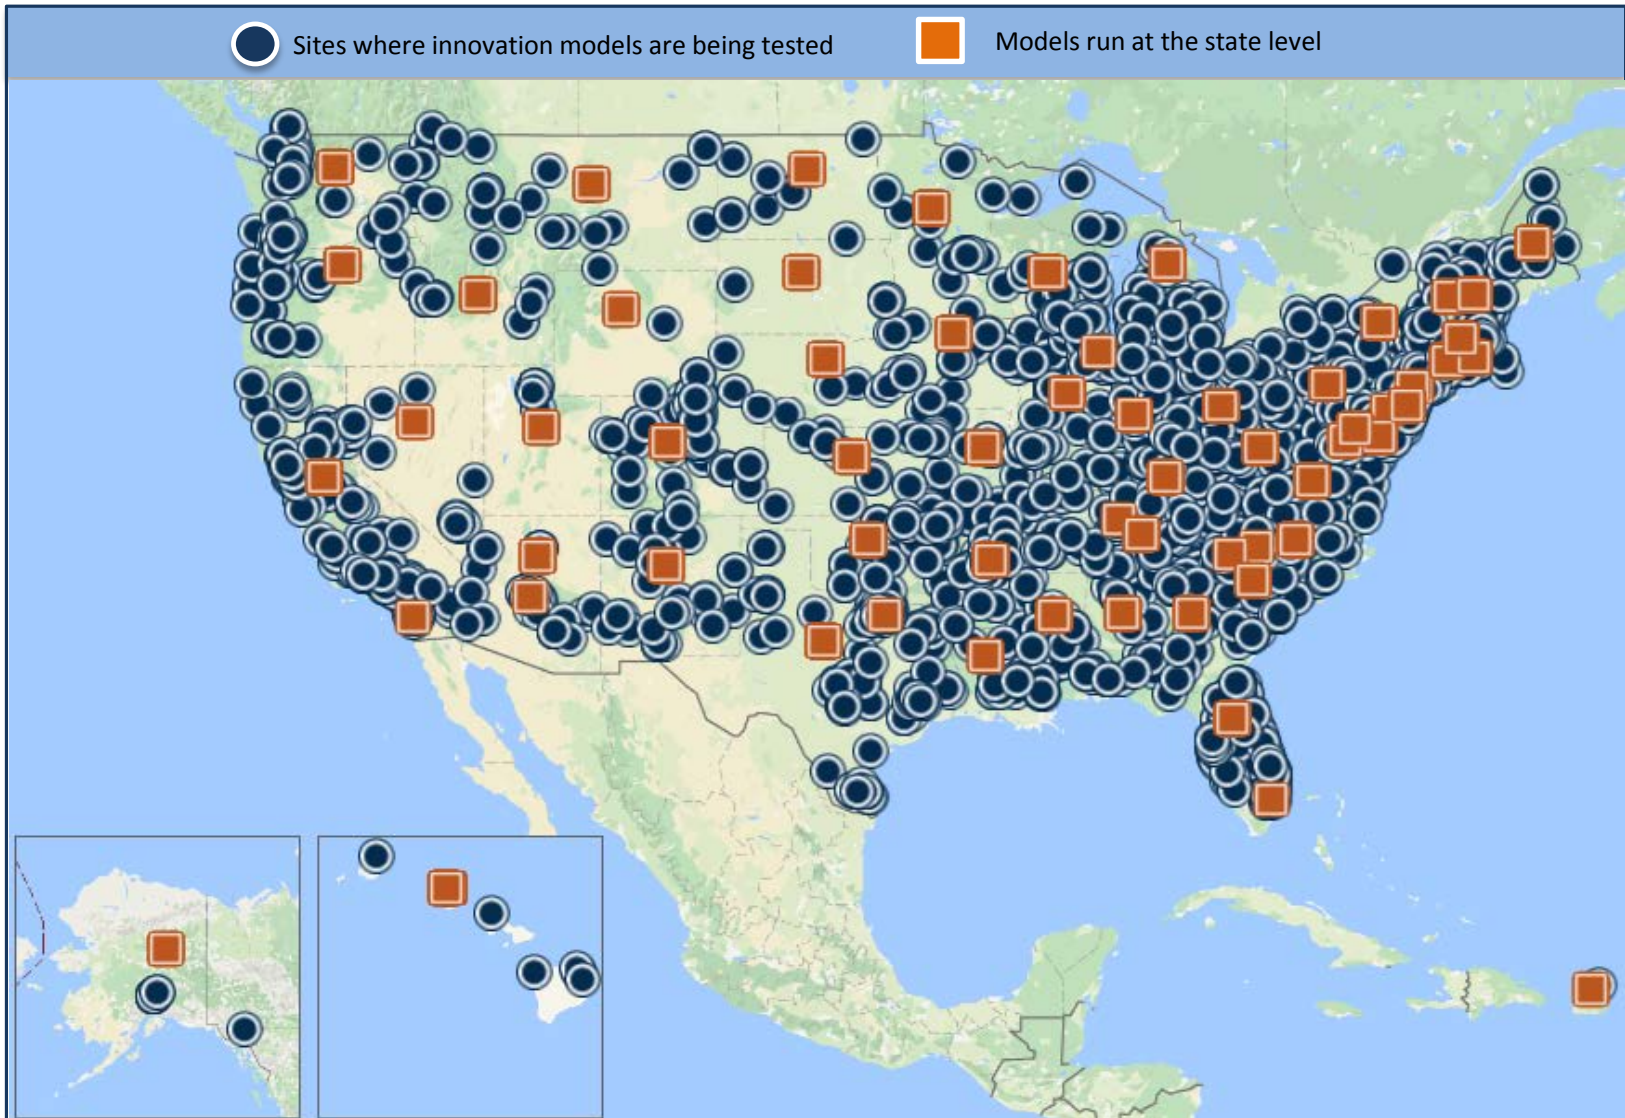 Sites where innovation models are being tested
Models run at the state level